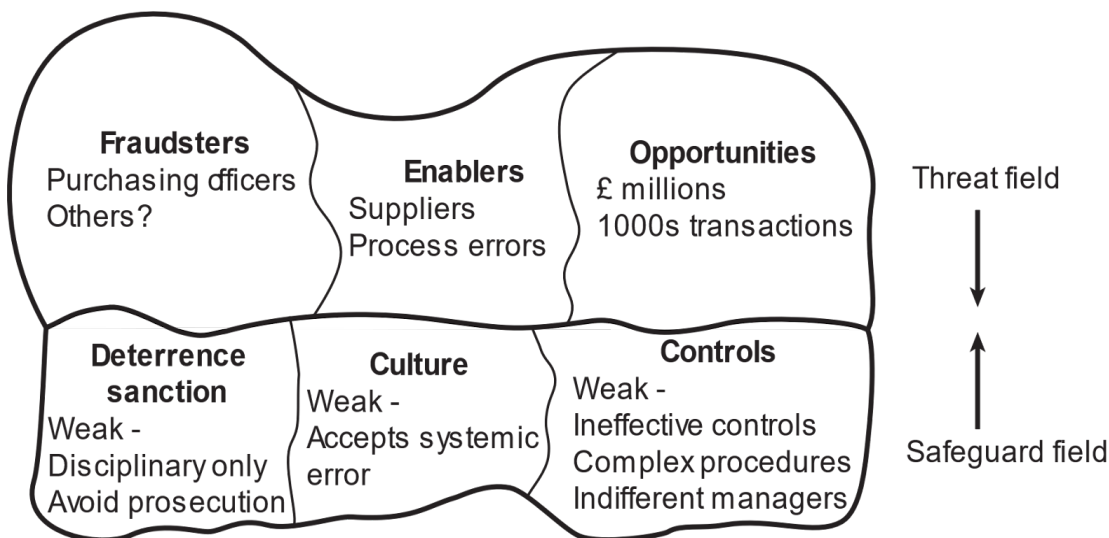 Fraudsters
Purchasing officers
Others?
Enablers
Suppliers
Process errors
Opportunities
£ millions
1000s transactions
Threat field
Deterrence
sanction
Weak -
Disciplinary only
Avoid prosecution
Culture
Weak -
Accepts systemic
error
Controls
Weak -
Ineffective controls
Complex procedures
Indifferent managers
Safeguard field